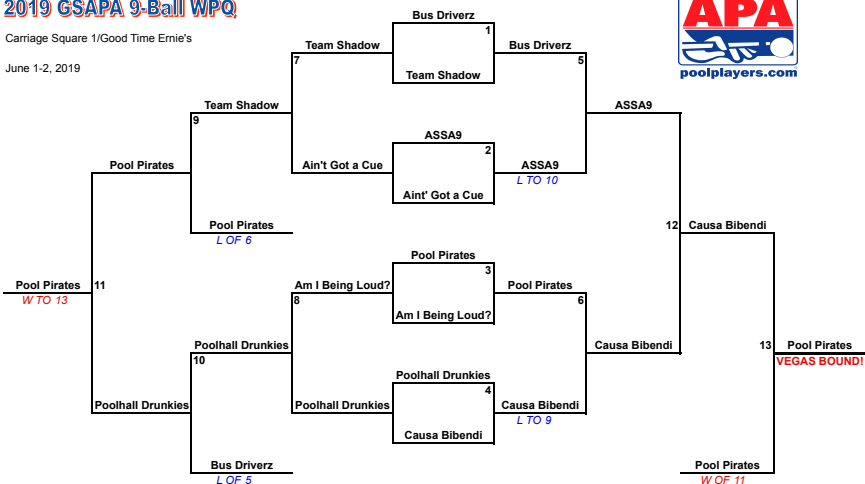 2019 GSAPA 9-Ball WPQ
Carriage Square 1/Good Time Ernie's
June 1-2, 2019
APA
poolplayers.com
Bus Driverz
1
Team Shadow
Team Shadow
7
Bus Driverz
5
Team Shadow
9
ASSA9
ASSA9
2
Aint' Got a Cue
Ain't Got a Cue
ASSA9
L TO 10
Pool Pirates
Pool Pirates
L OF 6
12
Causa Bibendi
Pool Pirates
3
Am I Being Loud?
Am I Being Loud?
8
Pool Pirates
6
Pool Pirates
W TO 13
11
Poolhall Drunkies
10
Causa Bibendi
13
Pool Pirates
VEGAS BOUND!
Poolhall Drunkies
4
Causa Bibendi
Poolhall Drunkies
Poolhall Drunkies
Causa Bibendi
L TO 9
Bus Driverz
L OF 5
Pool Pirates
W OF 11